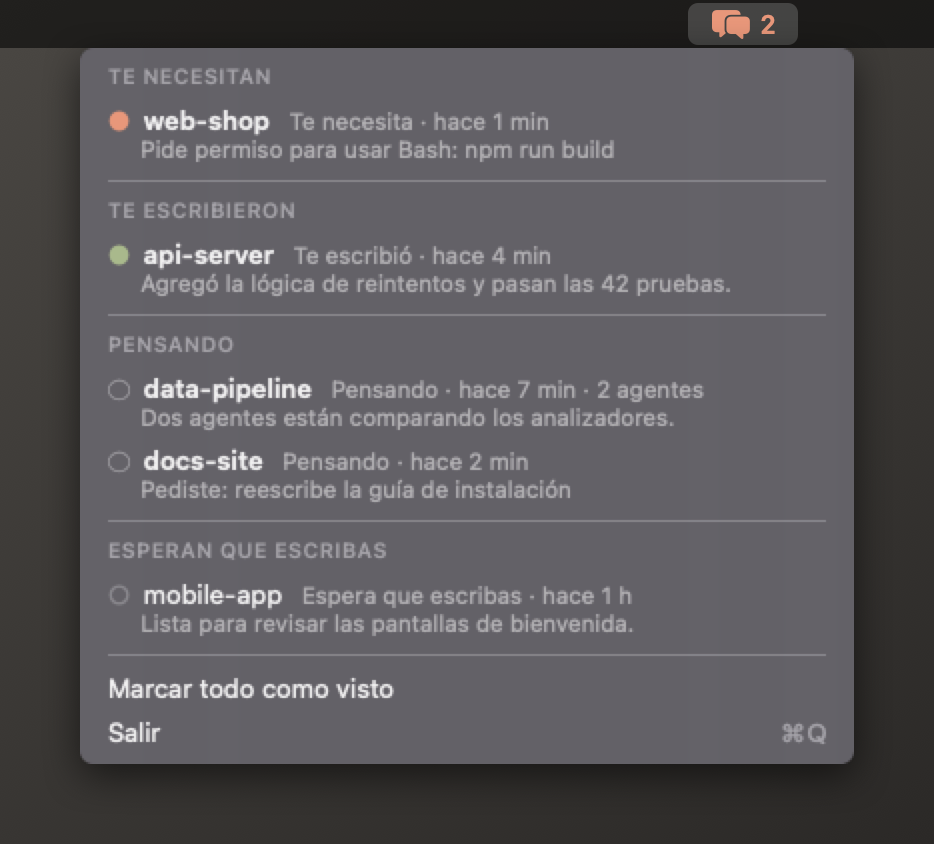 2
TE NECESITAN
web-shop Te necesita · hace 1 min
Pide permiso para usar Bash: npm run build
TE ESCRIBIERON
api-server Te escribió · hace 4 min
Agregó la lógica de reintentos y pasan las 42 pruebas.
PENSANDO
data-pipeline Pensando · hace 7 min · 2 agentes
Dos agentes están comparando los analizadores.
docs-site Pensando · hace 2 min
Pediste: reescribe la guía de instalación
ESPERAN QUE ESCRIBAS
mobile-app Espera que escribas · hace 1 h
Lista para revisar las pantallas de bienvenida.
Marcar todo como visto
Salir ⌘Q